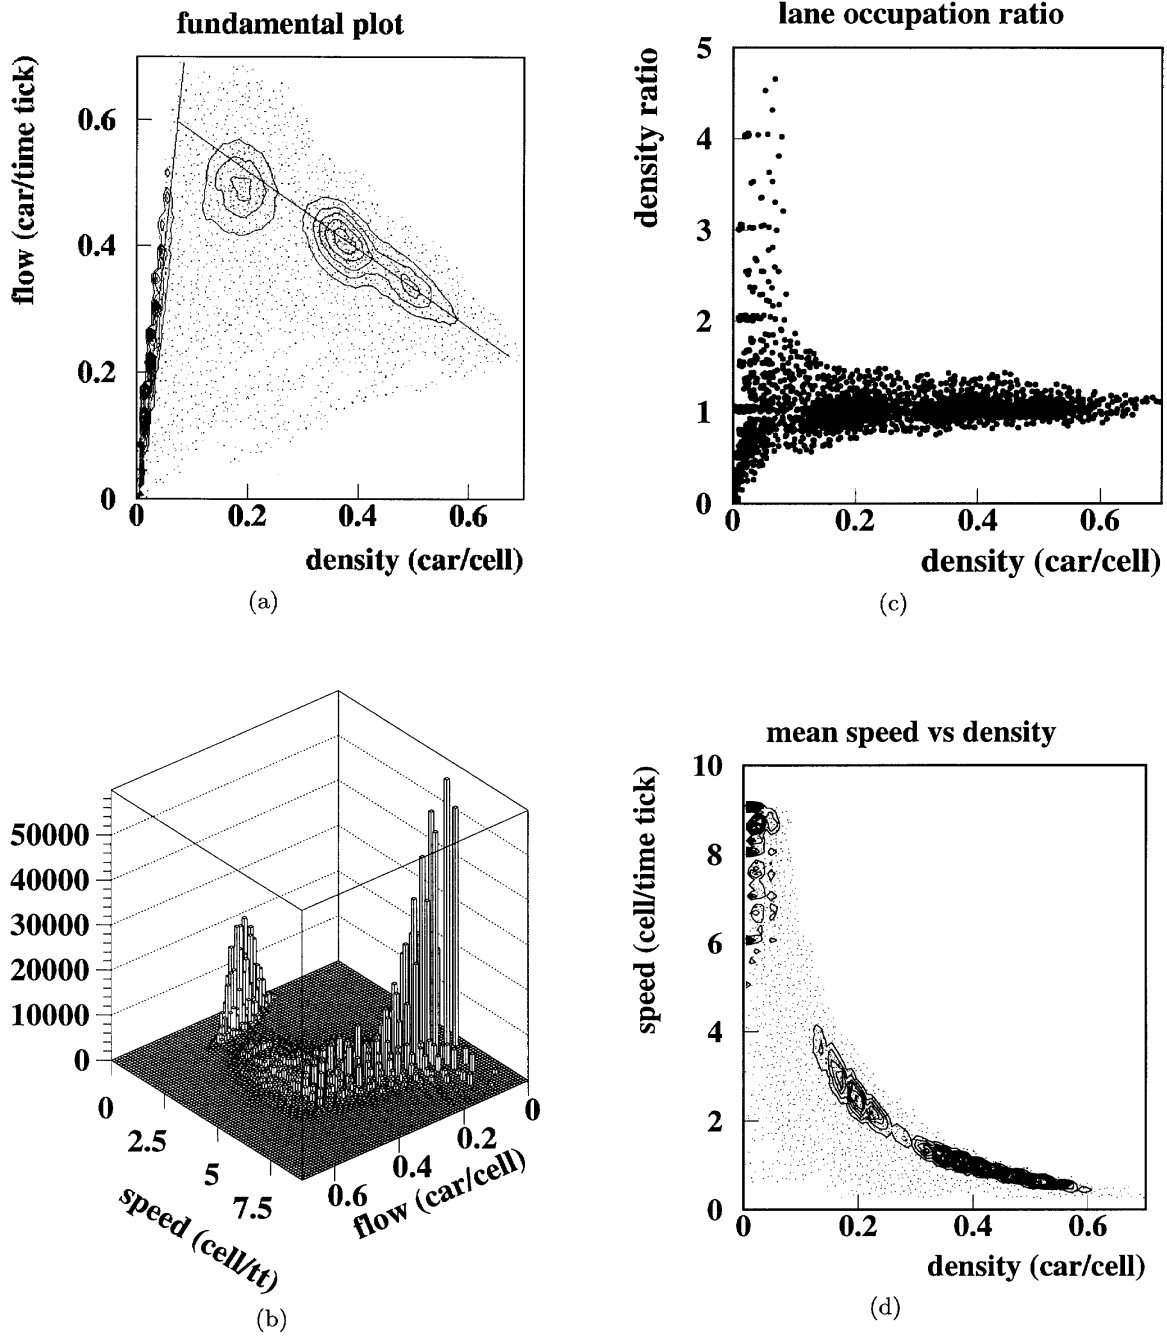 fundamental plot
flow (car/time tick)
0.6
0.4
0.2
0
0 0.2 0.4 0.6
density (car/cell)
(a)
lane occupation ratio
density ratio
5
4
3
2
1
0
0 0.2 0.4 0.6
density (car/cell)
(c)
50000
40000
30000
20000
10000
0
0
2.5
5
7.5
speed (cell/tt)
0
0.2
0.4
0.6
flow (car/cell)
(b)
mean speed vs density
speed (cell/time tick)
10
8
6
4
2
0
0 0.2 0.4 0.6
density (car/cell)
(d)